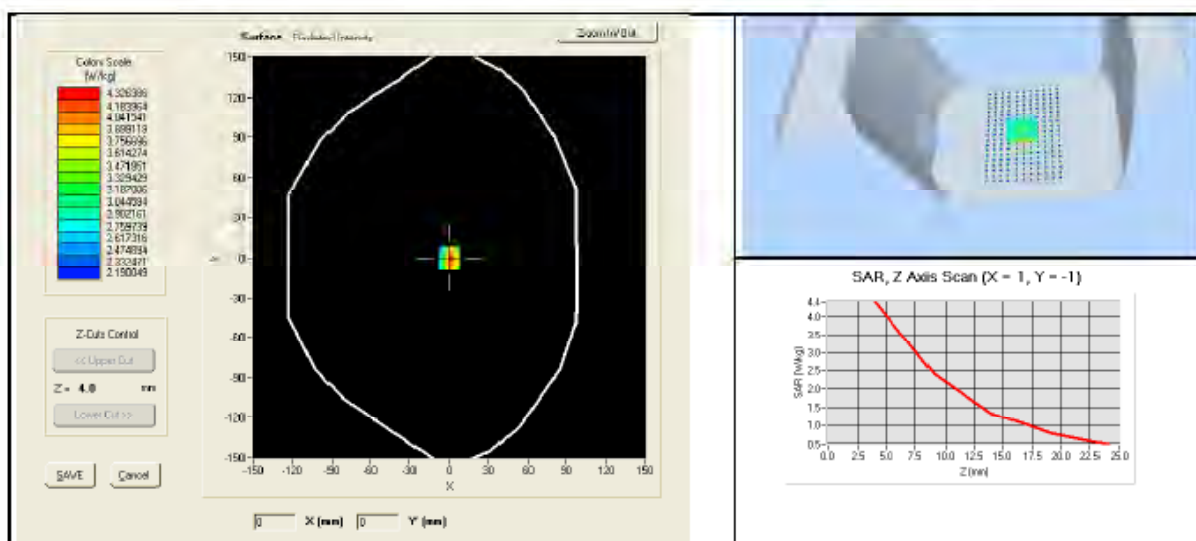 Surface Radiated Intensity
Zoom In/Out
Colors Scale
(W/kg)
4.326386
4.183964
4.041541
3.899119
3.756696
3.614274
3.471851
3.329429
3.187006
3.044584
2.902161
2.759739
2.617316
2.474894
2.332471
2.190049
Z-Cuts Control
<< Upper Cut
Z = 4.0 mm
Lower Cut >>
SAVE
Cancel
150
120
90
60
30
0
-30
-60
-90
-120
-150
Y
-150 -120 -90 -60 -30 0 30 60 90 120 150
X
0 X (mm) 0 Y (mm)
SAR, Z Axis Scan (X = 1, Y = -1)
4.4
4.0
3.5
3.0
2.5
2.0
1.5
1.0
0.5
SAR (W/kg)
0.0 2.5 5.0 7.5 10.0 12.5 15.0 17.5 20.0 22.5 25.0
Z (mm)